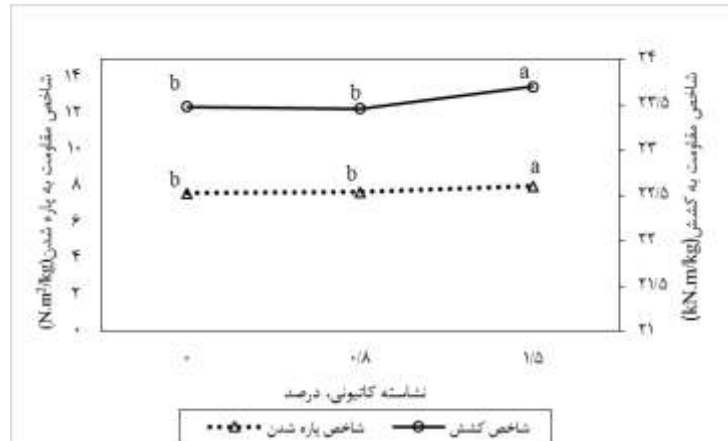 شاخص مقاومت به پاره شدن(N.m²/kg)
۱۴
۱۲
۱۰
۸
۶
۴
۲
۰
b
b
a
b
b
a
۲۴
۲۳/۵
۲۳
۲۲/۵
۲۲
۲۱/۵
۲۱
شاخص مقاومت به کشش(kN.m/kg)
۰
۰/۸
۱/۵
نشاسته کاتیونی، درصد
شاخص پاره شدن
شاخص کشش